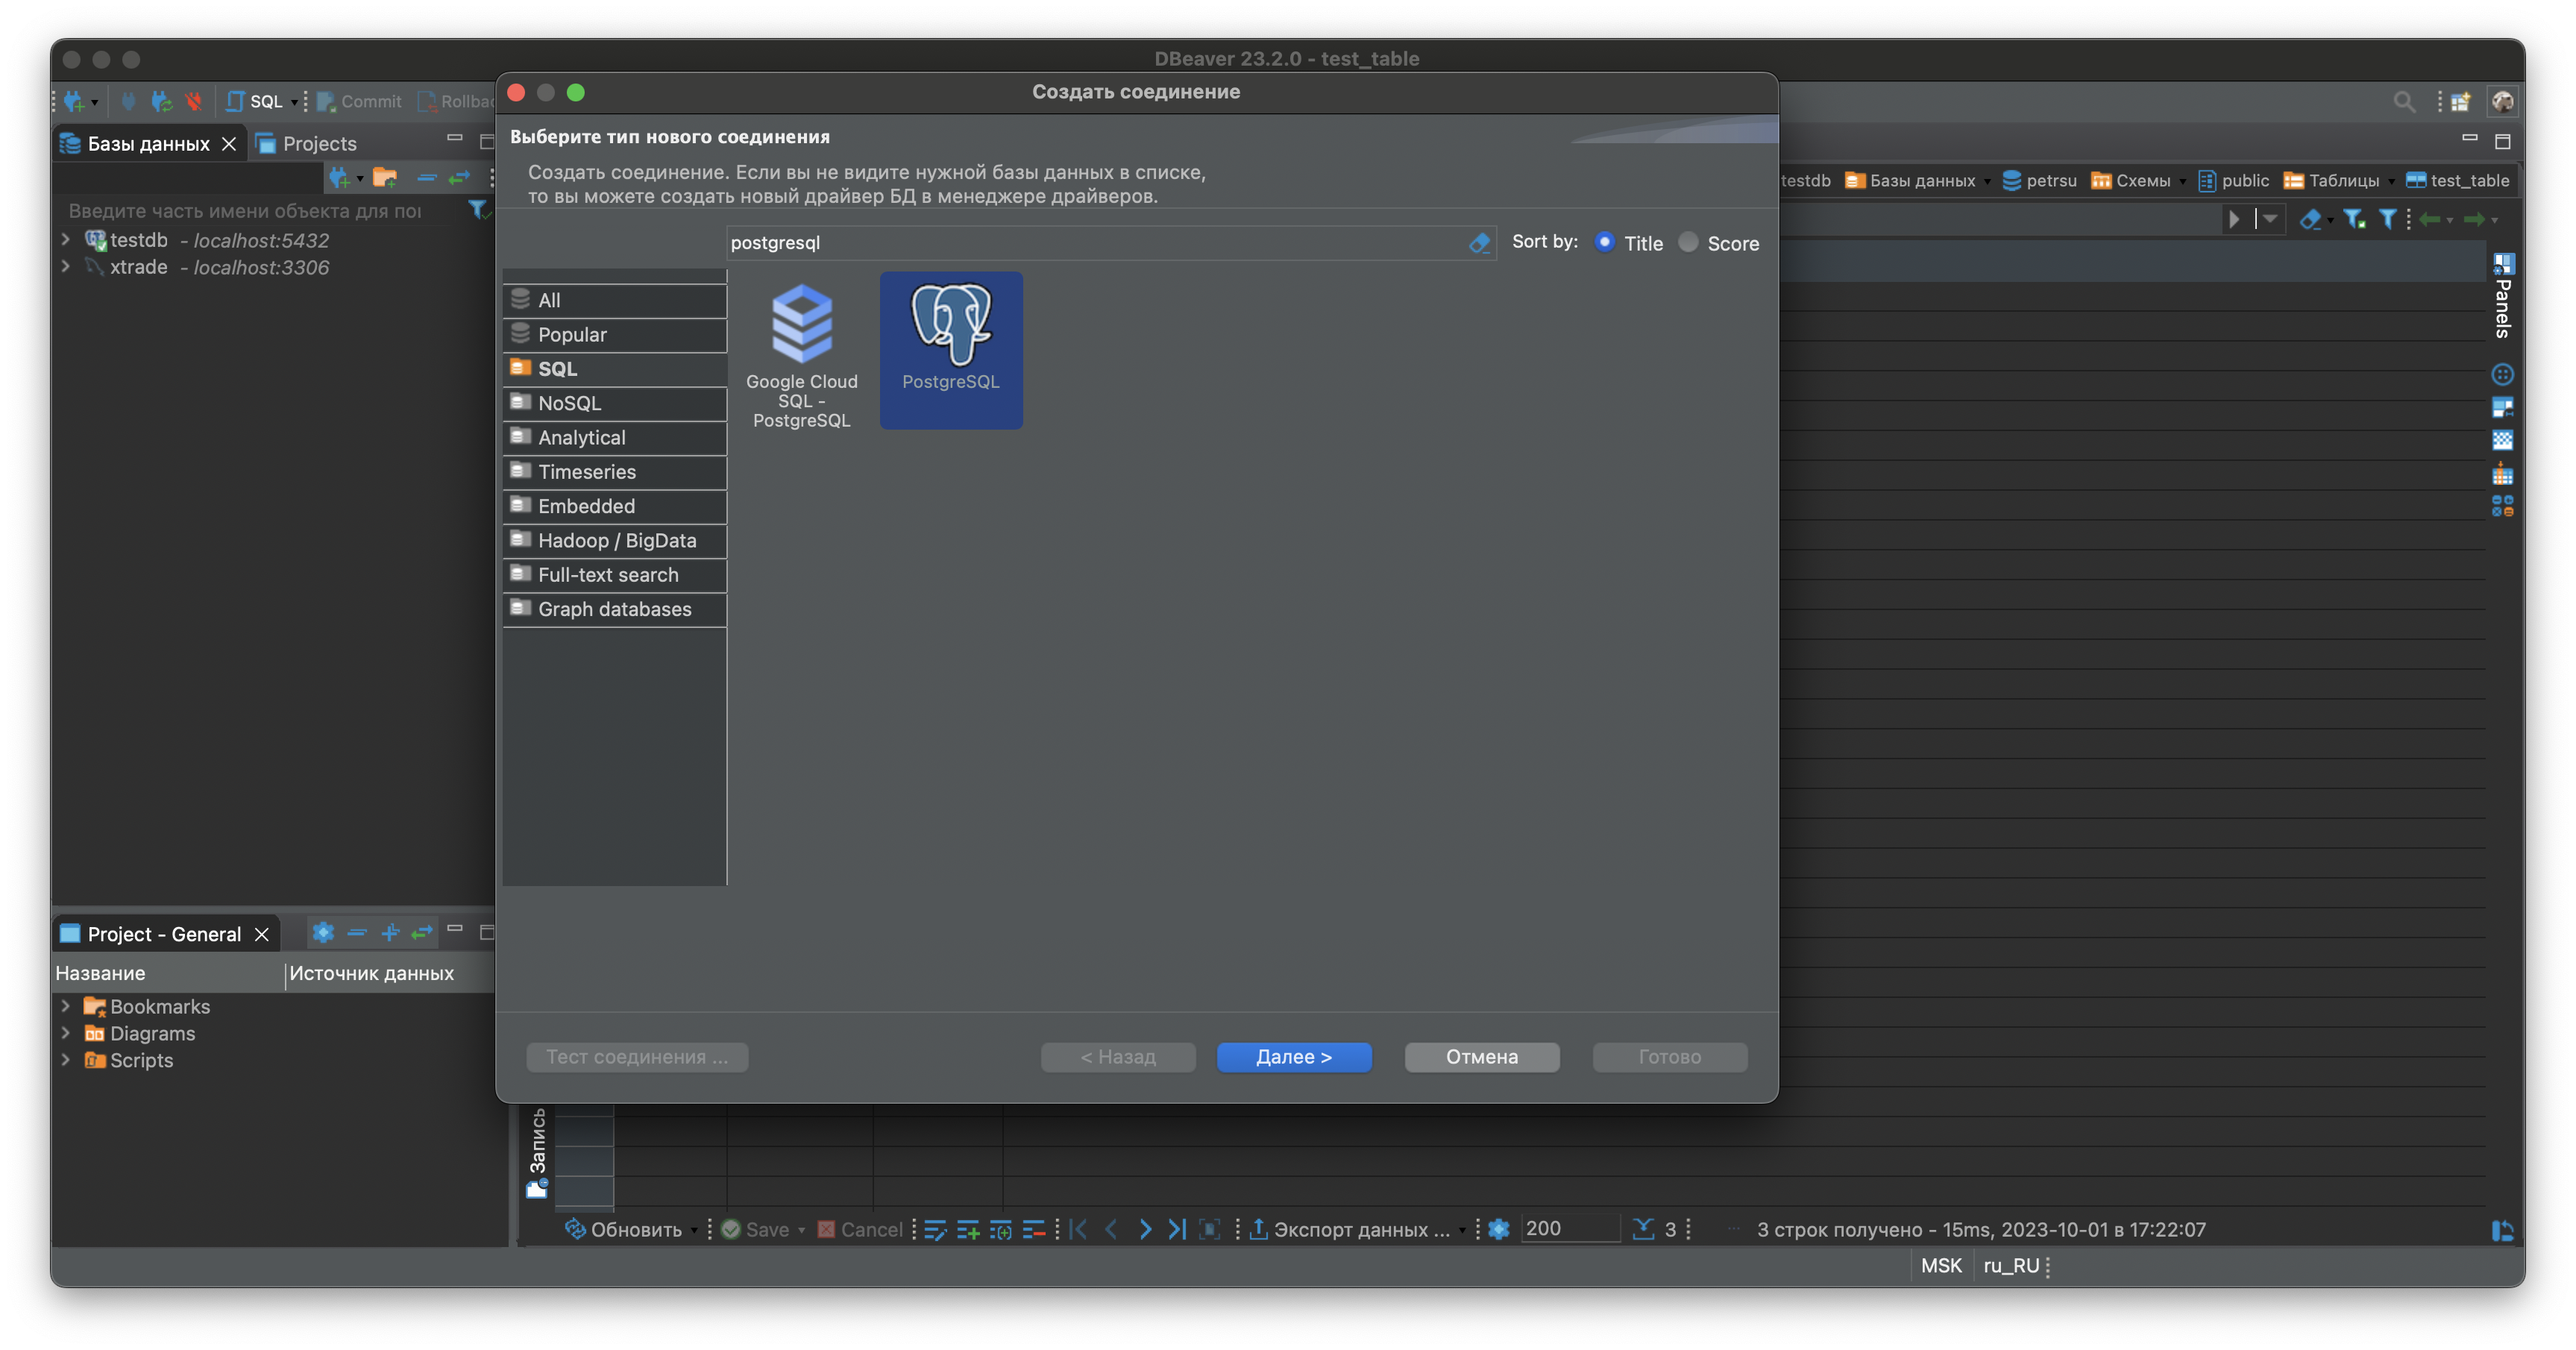 DBeaver 23.2.0 - test_table
SQL
Commit
Создать соединение
Базы данных
Projects
Выберите тип нового соединения
Создать соединение. Если вы не видите нужной базы данных в списке,
то вы можете создать новый драйвер БД в менеджере драйверов.
testdb
Базы данных
petrsu
Схемы
public
Таблицы
test_table
Введите часть имени объекта для
testdb - localhost:5432
xtrade - localhost:3306
postgresql
Sort by:
Title
Score
All
Popular
SQL
NoSQL
Analytical
Timeseries
Embedded
Hadoop / BigData
Full-text search
Graph databases
Google Cloud
SQL -
PostgreSQL
PostgreSQL
Panels
Project - General
Название
Источник данных
Bookmarks
Diagrams
Scripts
Тест соединения ...
< Назад
Далее >
Отмена
Готово
Запись
Обновить
Save
Cancel
Экспорт данных ...
200
3
3 строк получено - 15ms, 2023-10-01 в 17:22:07
MSK
ru_RU